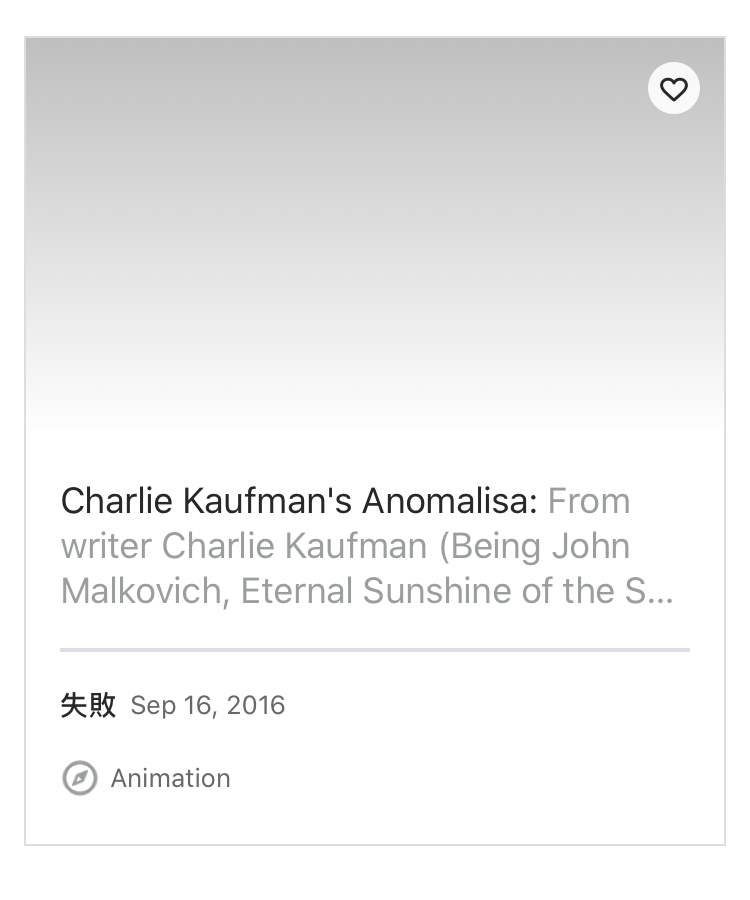 Charlie Kaufman's Anomalisa: From
writer Charlie Kaufman (Being John
Malkovich, Eternal Sunshine of the S...
失敗 Sep 16, 2016
Animation